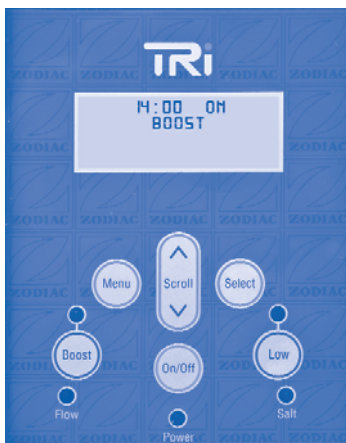 TRi
14:00 ON
BOOST
Menu
Scroll
Select
Boost
On/Off
Low
Flow
Power
Salt
ZODIAC